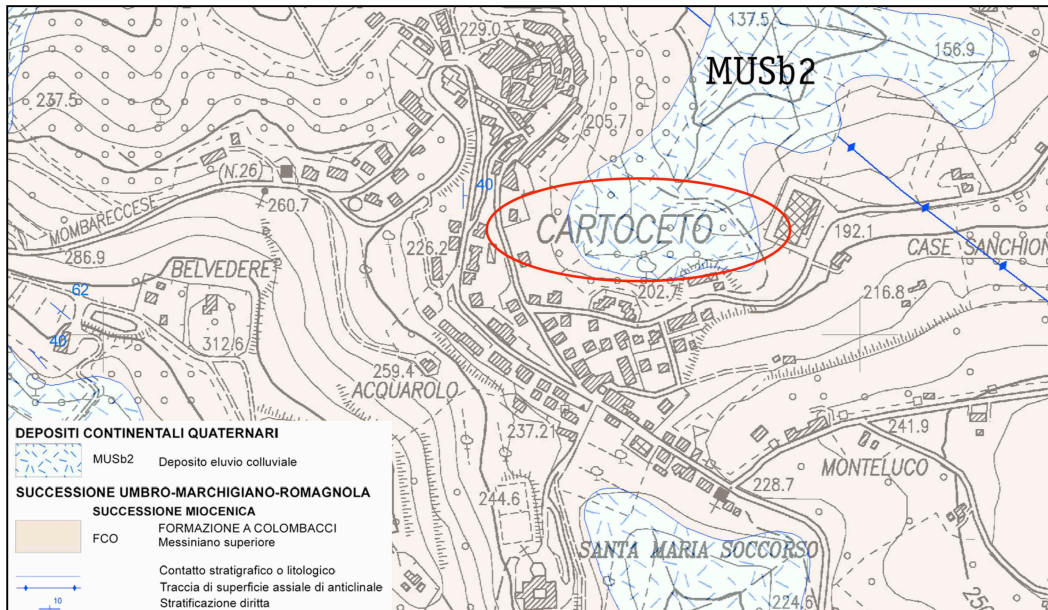 229.0
137.5
156.9
MUSb2
237.5
205.7
(N.26)
40
MOMBARECCESE
260.7
CARTOCETO
192.1
226.2
CASE SANCHION
286.9
BELVEDERE
62
202.7
216.8
40
312.6
259.4
ACQUAROLO
237.21
241.9
MONTELUCO
228.7
244.6
SANTA MARIA SOCCORSO
224.6
25
DEPOSITI CONTINENTALI QUATERNARI
MUSb2 Deposito eluvio colluviale
SUCCESSIONE UMBRO-MARCHIGIANO-ROMAGNOLA
SUCCESSIONE MIOCENICA
FCO FORMAZIONE A COLOMBACCI
Messiniano superiore
Contatto stratigrafico o litologico
Traccia di superficie assiale di anticlinale
10 Stratificazione diritta